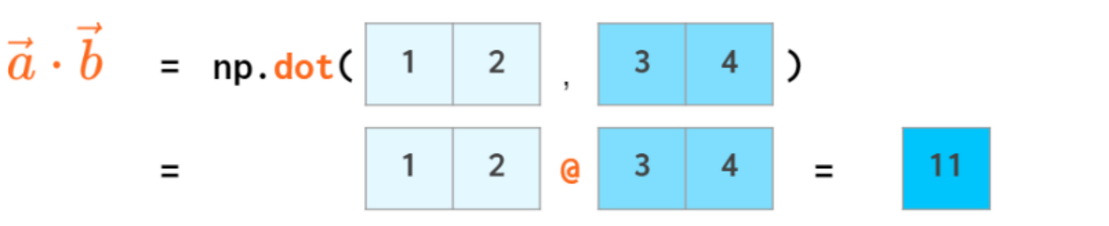 a⃗ · b⃗ = np.dot( 1 2 , 3 4 )
= 1 2 @ 3 4 = 11